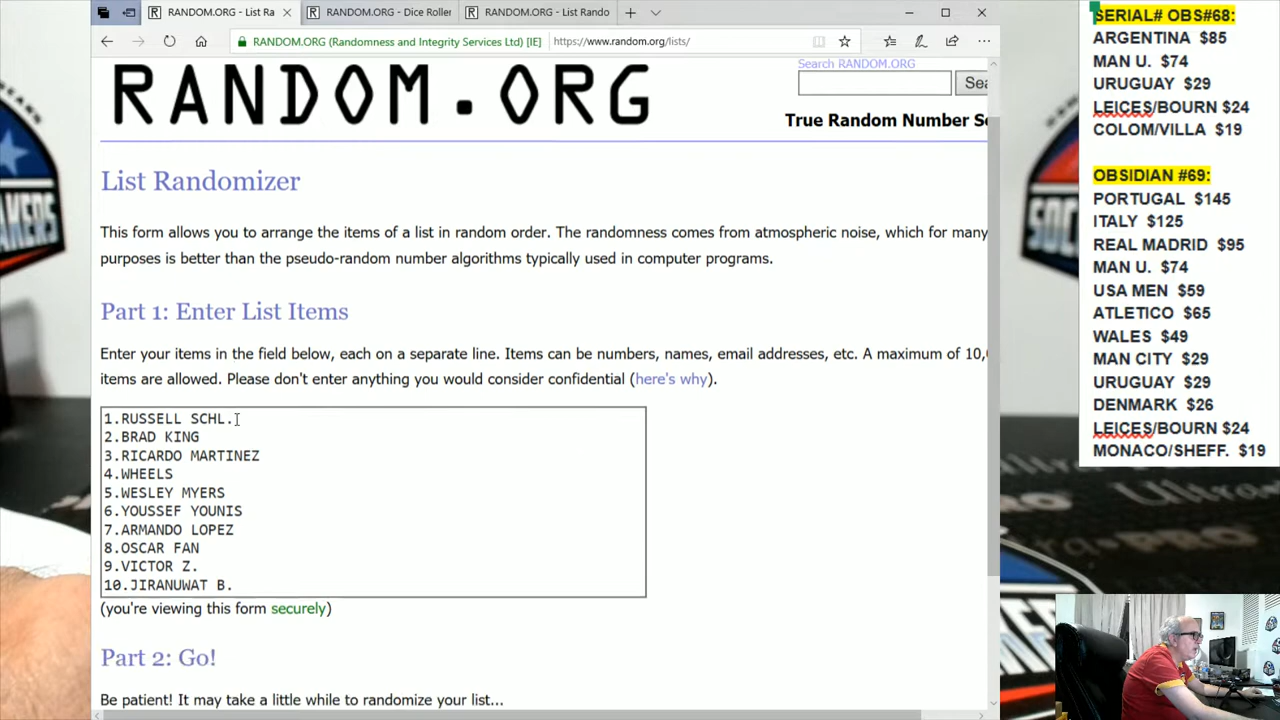 RANDOM.ORG - List Ra
RANDOM.ORG - Dice Roller
RANDOM.ORG - List Rando
RANDOM.ORG (Randomness and Integrity Services Ltd) [IE]
https://www.random.org/lists/
RANDOM.ORG
Search RANDOM.ORG
Sea
True Random Number Se
List Randomizer
This form allows you to arrange the items of a list in random order. The randomness comes from atmospheric noise, which for many
purposes is better than the pseudo-random number algorithms typically used in computer programs.
Part 1: Enter List Items
Enter your items in the field below, each on a separate line. Items can be numbers, names, email addresses, etc. A maximum of 10,
items are allowed. Please don't enter anything you would consider confidential (here's why).
1.RUSSELL SCHL.
2.BRAD KING
3.RICARDO MARTINEZ
4.WHEELS
5.WESLEY MYERS
6.YOUSSEF YOUNIS
7.ARMANDO LOPEZ
8.OSCAR FAN
9.VICTOR Z.
10.JIRANUWAT B.
(you're viewing this form securely)
Part 2: Go!
Be patient! It may take a little while to randomize your list...
SERIAL# OBS#68:
ARGENTINA $85
MAN U. $74
URUGUAY $29
LEICES/BOURN $24
COLOM/VILLA $19
OBSIDIAN #69:
PORTUGAL $145
ITALY $125
REAL MADRID $95
MAN U. $74
USA MEN $59
ATLETICO $65
WALES $49
MAN CITY $29
URUGUAY $29
DENMARK $26
LEICES/BOURN $24
MONACO/SHEFF. $19